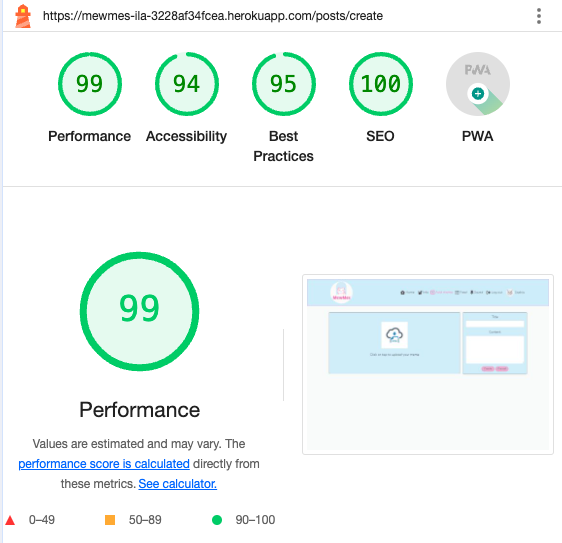 https://mewmes-ila-3228af34fcea.herokuapp.com/posts/create
99
94
95
100
PWA
Performance
Accessibility
Best
Practices
SEO
PWA
99
Performance
Values are estimated and may vary. The
performance score is calculated directly from
these metrics. See calculator.
0–49
50–89
90–100
Title
Content